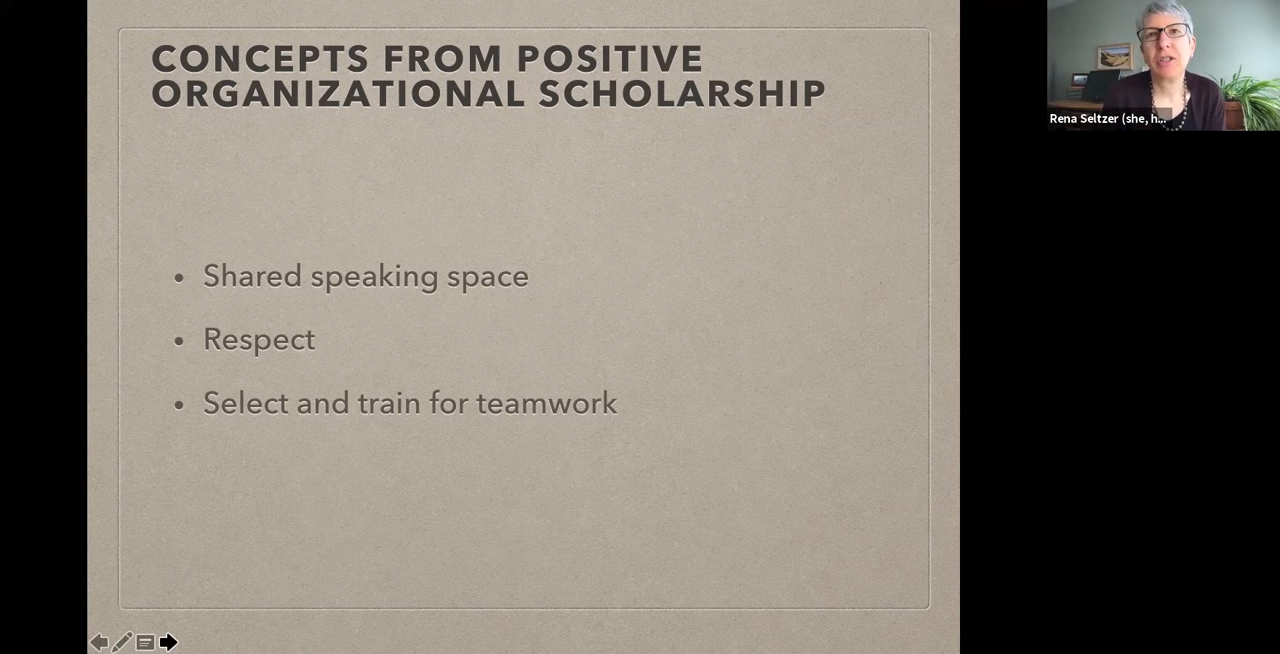 CONCEPTS FROM POSITIVE
ORGANIZATIONAL SCHOLARSHIP
• Shared speaking space
• Respect
• Select and train for teamwork
Rena Seltzer (she, h...